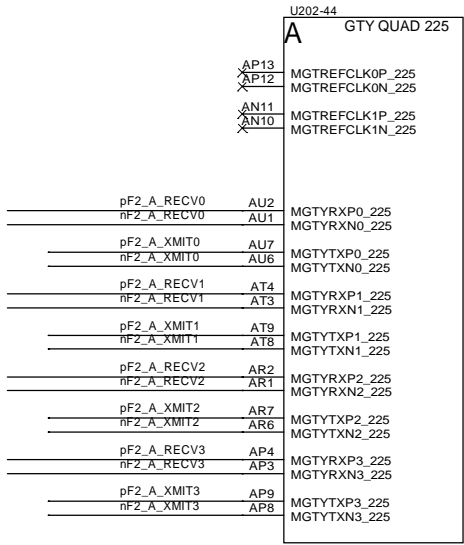 U202-44
A GTY QUAD 225
AP13 MGTREFCLK0P_225
AP12 MGTREFCLK0N_225
AN11 MGTREFCLK1P_225
AN10 MGTREFCLK1N_225
pF2_A_RECV0 AU2 MGTYRXP0_225
nF2_A_RECV0 AU1 MGTYRXN0_225
pF2_A_XMIT0 AU7 MGTYTXP0_225
nF2_A_XMIT0 AU6 MGTYTXN0_225
pF2_A_RECV1 AT4 MGTYRXP1_225
nF2_A_RECV1 AT3 MGTYRXN1_225
pF2_A_XMIT1 AT9 MGTYTXP1_225
nF2_A_XMIT1 AT8 MGTYTXN1_225
pF2_A_RECV2 AR2 MGTYRXP2_225
nF2_A_RECV2 AR1 MGTYRXN2_225
pF2_A_XMIT2 AR7 MGTYTXP2_225
nF2_A_XMIT2 AR6 MGTYTXN2_225
pF2_A_RECV3 AP4 MGTYRXP3_225
nF2_A_RECV3 AP3 MGTYRXN3_225
pF2_A_XMIT3 AP9 MGTYTXP3_225
nF2_A_XMIT3 AP8 MGTYTXN3_225